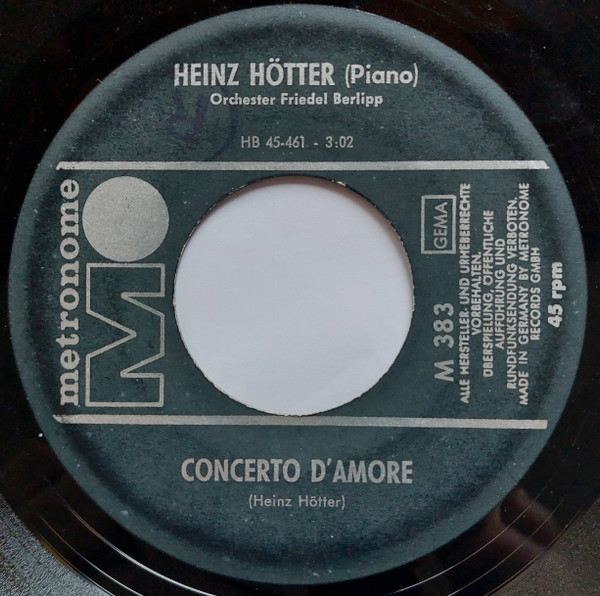 HEINZ HÖTTER (Piano)
Orchester Friedel Berlipp
HB 45-461 - 3:02
metronome
M
GEMA
M 383
ALLE HERSTELLER- UND URHEBERRECHTE
VORBEHALTEN.
ÜBERSPIELUNG, ÖFFENTLICHE
AUFFÜHRUNG UND
RUNDFUNKSENDUNG VERBOTEN.
MADE IN GERMANY BY METRONOME
RECORDS GMBH
45 rpm
CONCERTO D'AMORE
(Heinz Hötter)